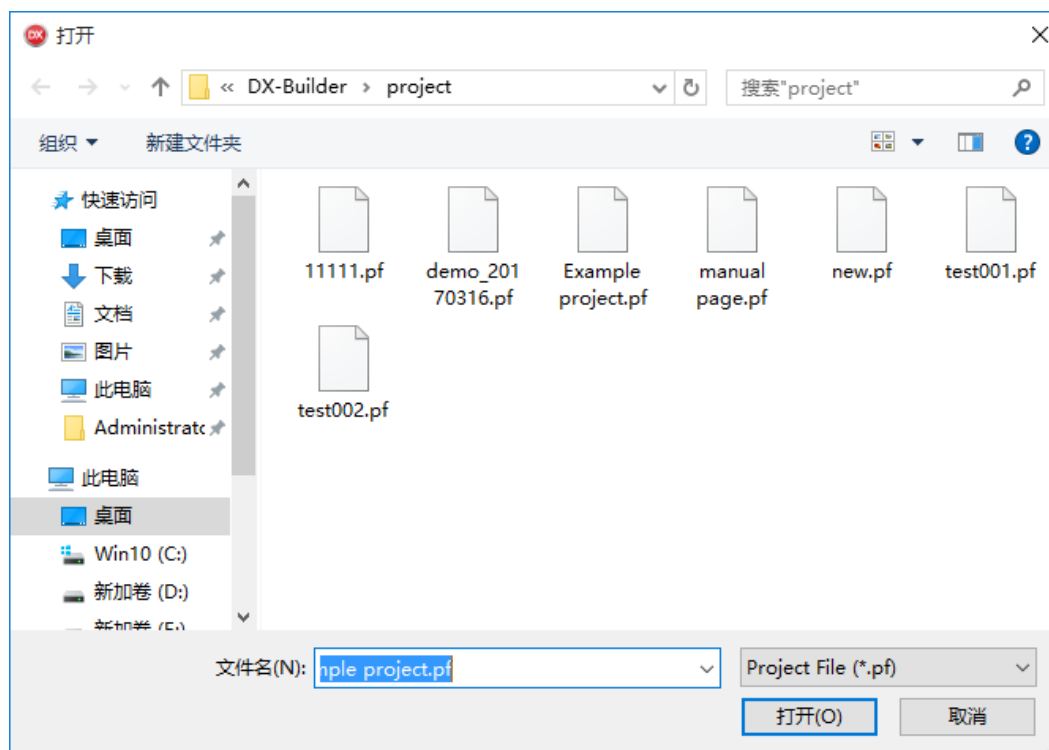 DX 打开
« DX-Builder › project
搜索"project"
组织 新建文件夹
?
快速访问
桌面
下载
文档
图片
此电脑
Administratc
此电脑
桌面
Win10 (C:)
新加卷 (D:)
11111.pf
demo_201
70316.pf
Example
project.pf
manual
page.pf
new.pf
test001.pf
test002.pf
文件名(N):
nple project.pf
Project File (*.pf)
打开(O)
取消